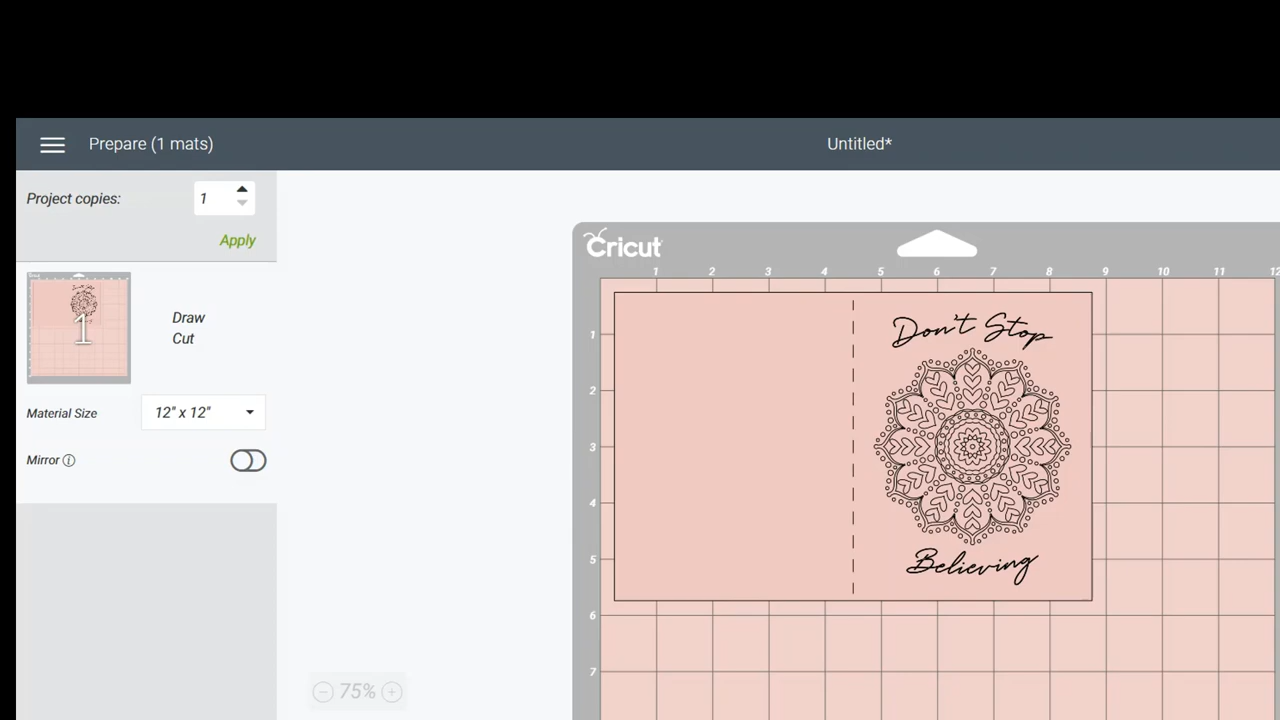 Prepare (1 mats)
Untitled*
Project copies:
1
Apply
Cricut
1
Draw
Cut
Material Size
12" x 12"
Mirror
Cricut
1 2 3 4 5 6 7 8 9 10 11 12
1
2
3
4
5
6
7
Don't Stop
Believing
75%